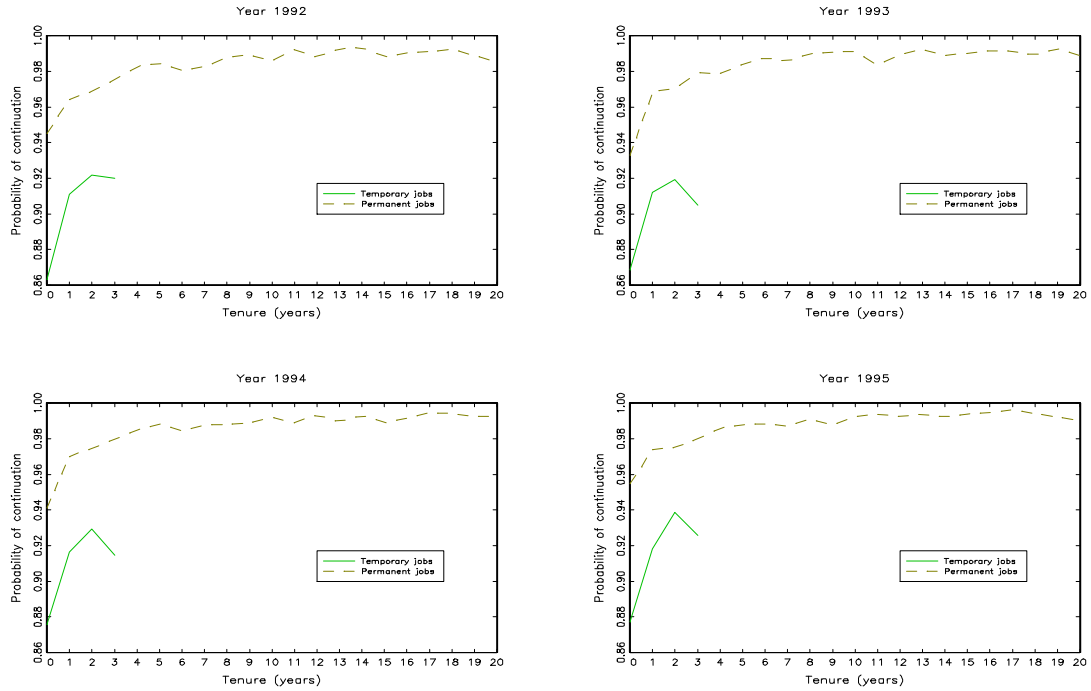 Year 1992
Probability of continuation
1.00
0.98
0.96
0.94
0.92
0.90
0.88
0.86
Temporary jobs
Permanent jobs
0 1 2 3 4 5 6 7 8 9 10 11 12 13 14 15 16 17 18 19 20
Tenure (years)
Year 1993
Probability of continuation
1.00
0.98
0.96
0.94
0.92
0.90
0.88
0.86
Temporary jobs
Permanent jobs
0 1 2 3 4 5 6 7 8 9 10 11 12 13 14 15 16 17 18 19 20
Tenure (years)
Year 1994
Probability of continuation
1.00
0.98
0.96
0.94
0.92
0.90
0.88
0.86
Temporary jobs
Permanent jobs
0 1 2 3 4 5 6 7 8 9 10 11 12 13 14 15 16 17 18 19 20
Tenure (years)
Year 1995
Probability of continuation
1.00
0.98
0.96
0.94
0.92
0.90
0.88
0.86
Temporary jobs
Permanent jobs
0 1 2 3 4 5 6 7 8 9 10 11 12 13 14 15 16 17 18 19 20
Tenure (years)